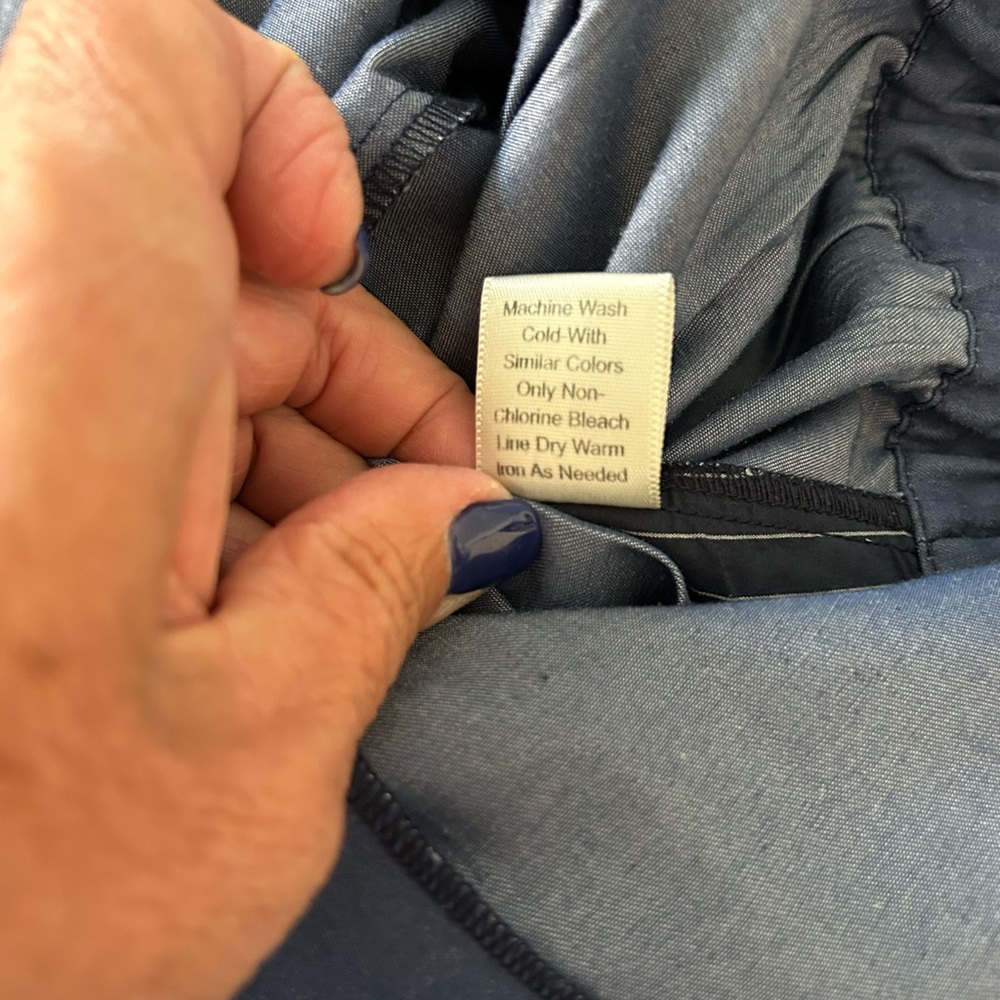 Machine Wash
Cold With
Similar Colors
Only Non-
Chlorine Bleach
Line Dry Warm
Iron As Needed